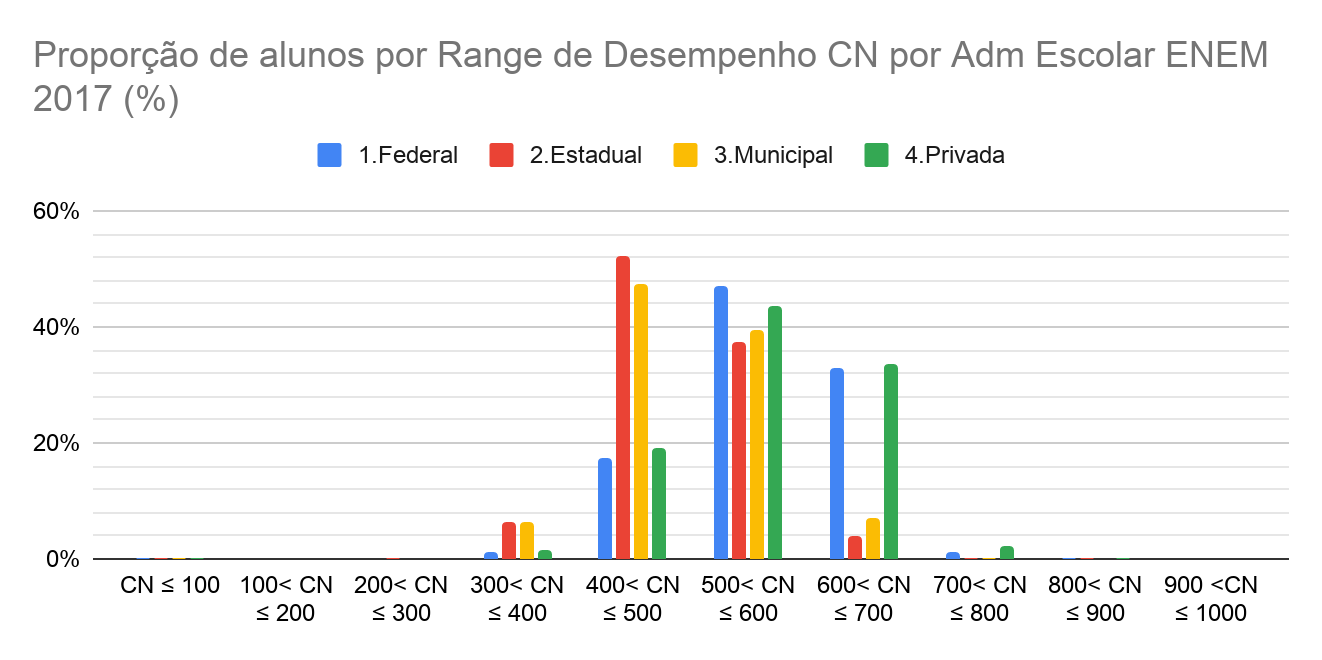 Proporção de alunos por Range de Desempenho CN por Adm Escolar ENEM
2017 (%)
1.Federal 2.Estadual 3.Municipal 4.Privada
60%
40%
20%
0%
CN ≤ 100 100< CN 200< CN 300< CN 400< CN 500< CN 600< CN 700< CN 800< CN 900 <CN
≤ 200 ≤ 300 ≤ 400 ≤ 500 ≤ 600 ≤ 700 ≤ 800 ≤ 900 ≤ 1000